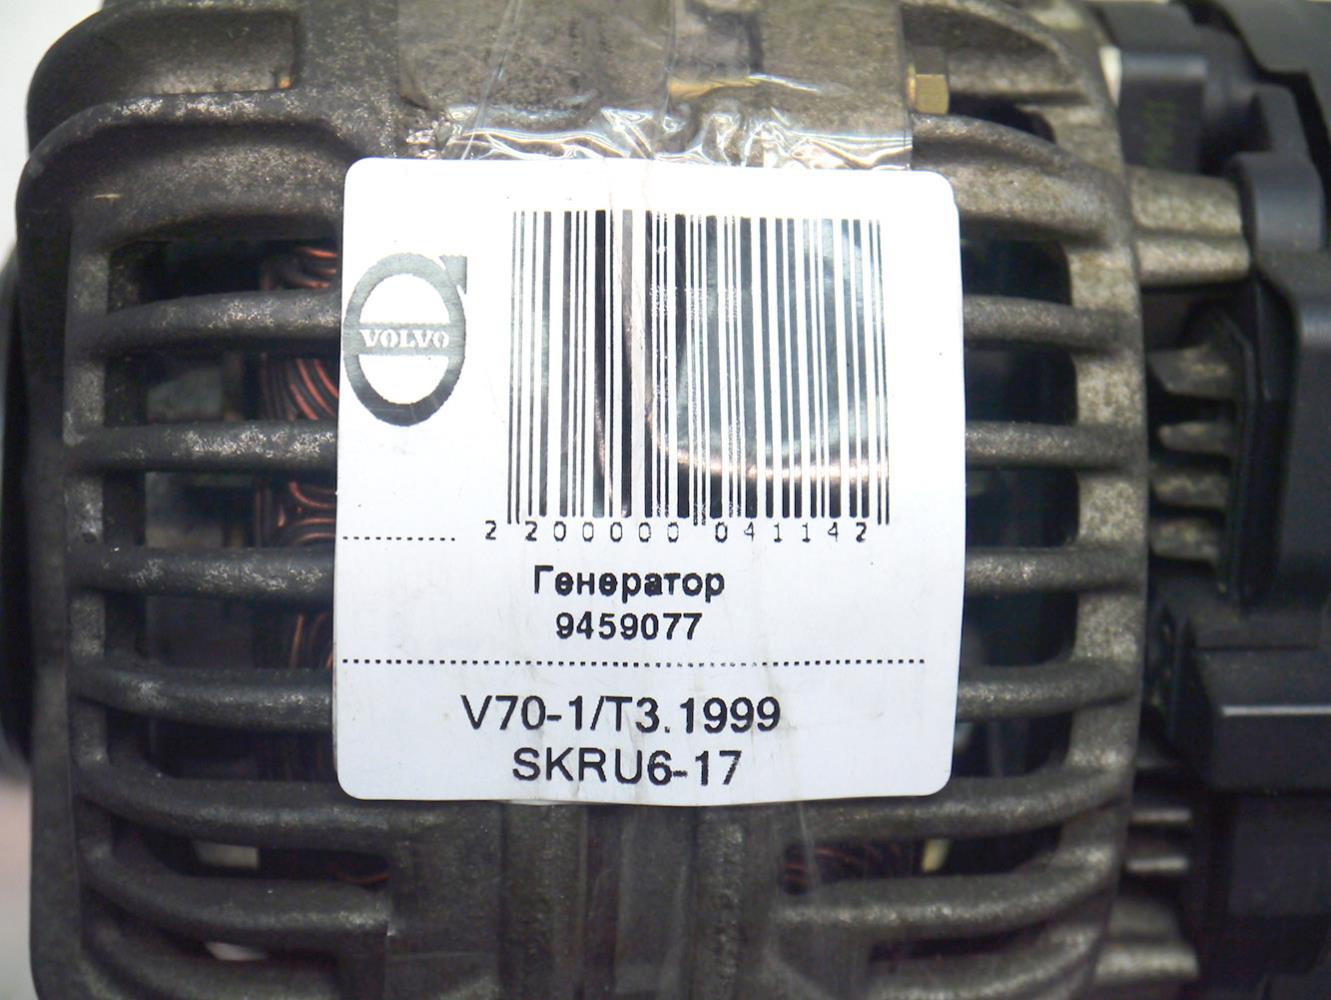 VOLVO
2 200000 041142
Генератор
9459077
V70-1/T3.1999
SKRU6-17